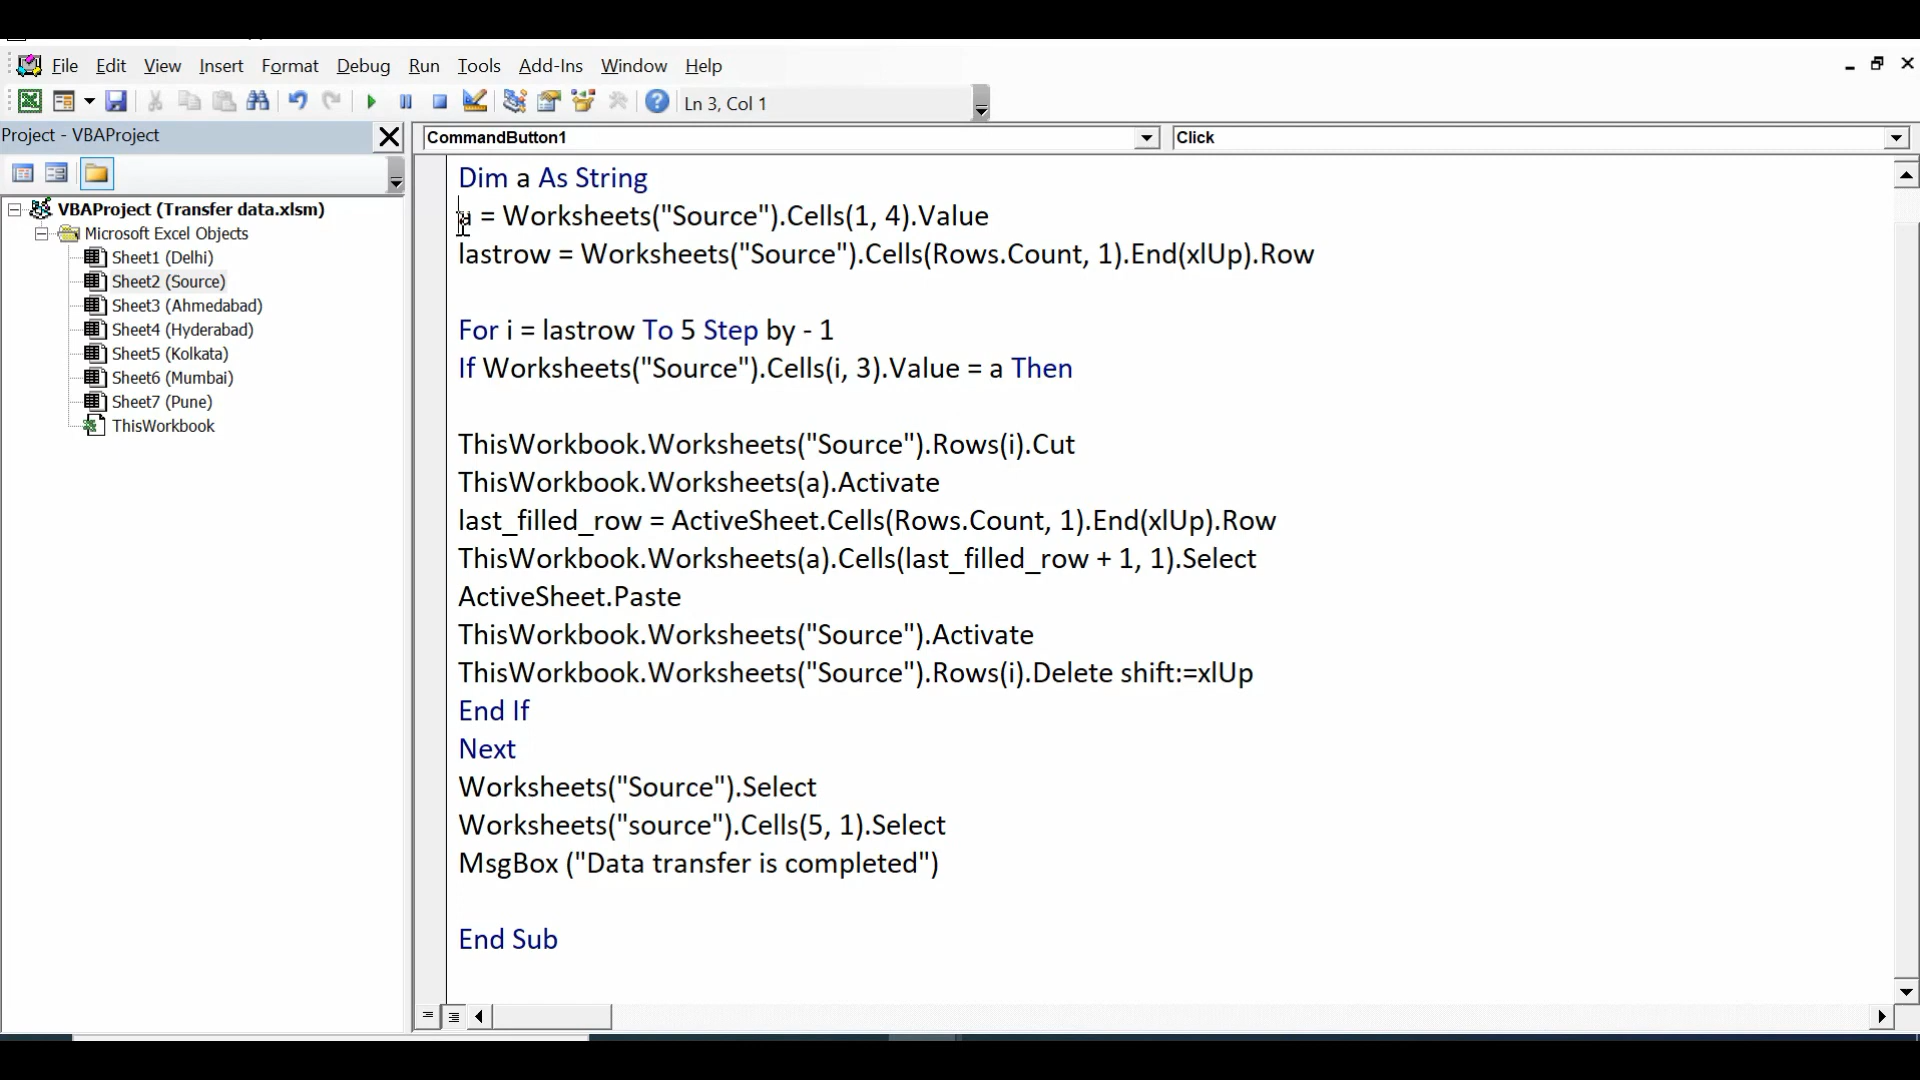 File Edit View Insert Format Debug Run Tools Add-Ins Window Help
Ln 3, Col 1
Project - VBAProject
CommandButton1
Click
VBAProject (Transfer data.xlsm)
Microsoft Excel Objects
Sheet1 (Delhi)
Sheet2 (Source)
Sheet3 (Ahmedabad)
Sheet4 (Hyderabad)
Sheet5 (Kolkata)
Sheet6 (Mumbai)
Sheet7 (Pune)
ThisWorkbook
Dim a As String
a = Worksheets("Source").Cells(1, 4).Value
lastrow = Worksheets("Source").Cells(Rows.Count, 1).End(xlUp).Row
For i = lastrow To 5 Step by - 1
If Worksheets("Source").Cells(i, 3).Value = a Then
ThisWorkbook.Worksheets("Source").Rows(i).Cut
ThisWorkbook.Worksheets(a).Activate
last_filled_row = ActiveSheet.Cells(Rows.Count, 1).End(xlUp).Row
ThisWorkbook.Worksheets(a).Cells(last_filled_row + 1, 1).Select
ActiveSheet.Paste
ThisWorkbook.Worksheets("Source").Activate
ThisWorkbook.Worksheets("Source").Rows(i).Delete shift:=xlUp
End If
Next
Worksheets("Source").Select
Worksheets("source").Cells(5, 1).Select
MsgBox ("Data transfer is completed")
End Sub